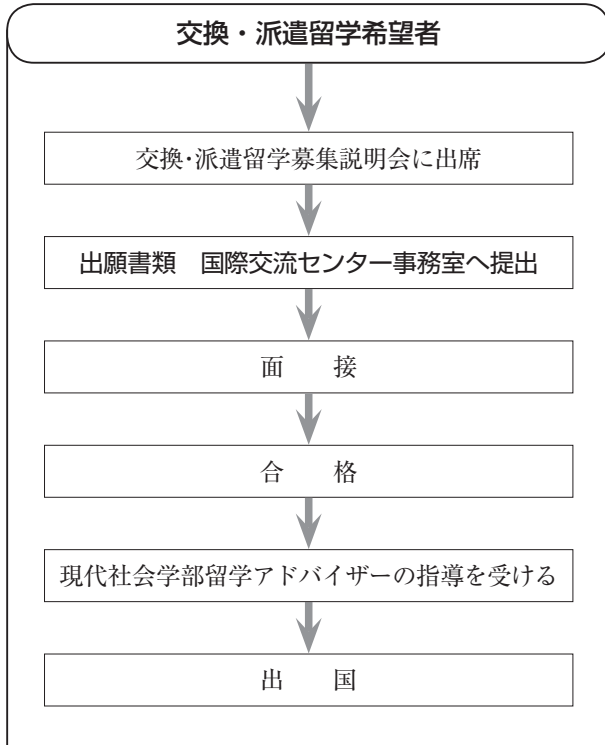 交換・派遣留学希望者
交換・派遣留学募集説明会に出席
出願書類　国際交流センター事務室へ提出
面　　接
合　　格
現代社会学部留学アドバイザーの指導を受ける
出　　国